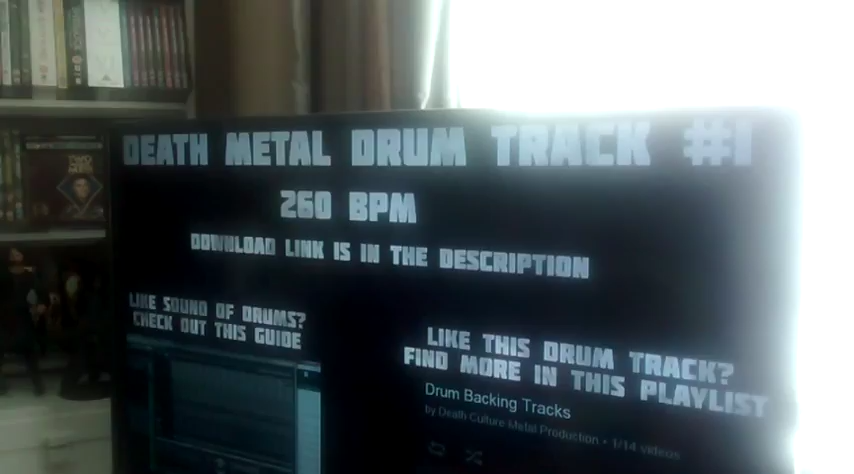 DEATH METAL DRUM TRACK #1
260 BPM
DOWNLOAD LINK IS IN THE DESCRIPTION
LIKE SOUND OF DRUMS?
CHECK OUT THIS GUIDE
LIKE THIS DRUM TRACK?
FIND MORE IN THIS PLAYLIST
Drum Backing Tracks
by Death Culture Metal Production • 1/14 videos